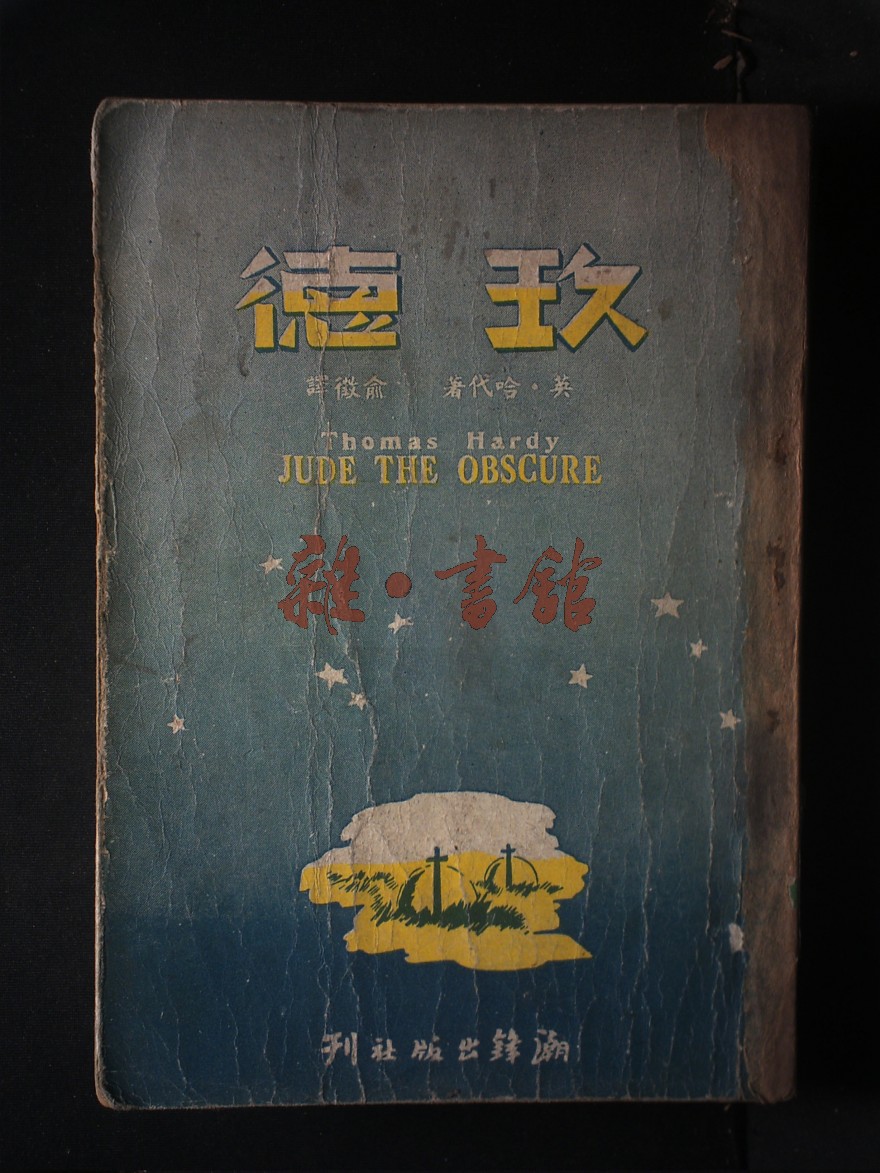 玖德
英·哈代著 俞徵譯
Thomas Hardy
JUDE THE OBSCURE
雜·書舘
潮鋒出版社刊